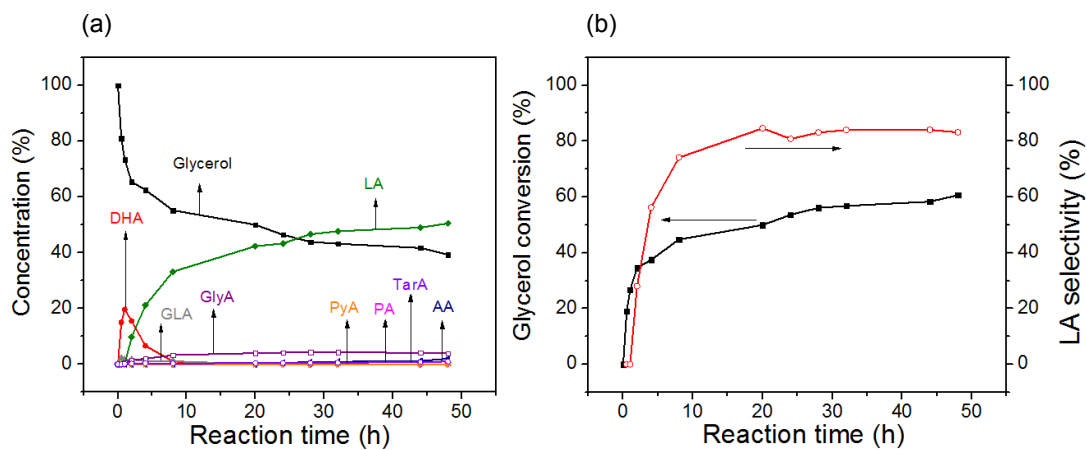 (a)
Concentration (%)
100
80
60
40
20
0
Glycerol
LA
DHA
GLA
GlyA
PyA
PA
TarA
AA
0
10
20
30
40
50
Reaction time (h)
(b)
Glycerol conversion (%)
100
80
60
40
20
0
100
80
60
40
20
0
LA selectivity (%)
0
10
20
30
40
50
Reaction time (h)